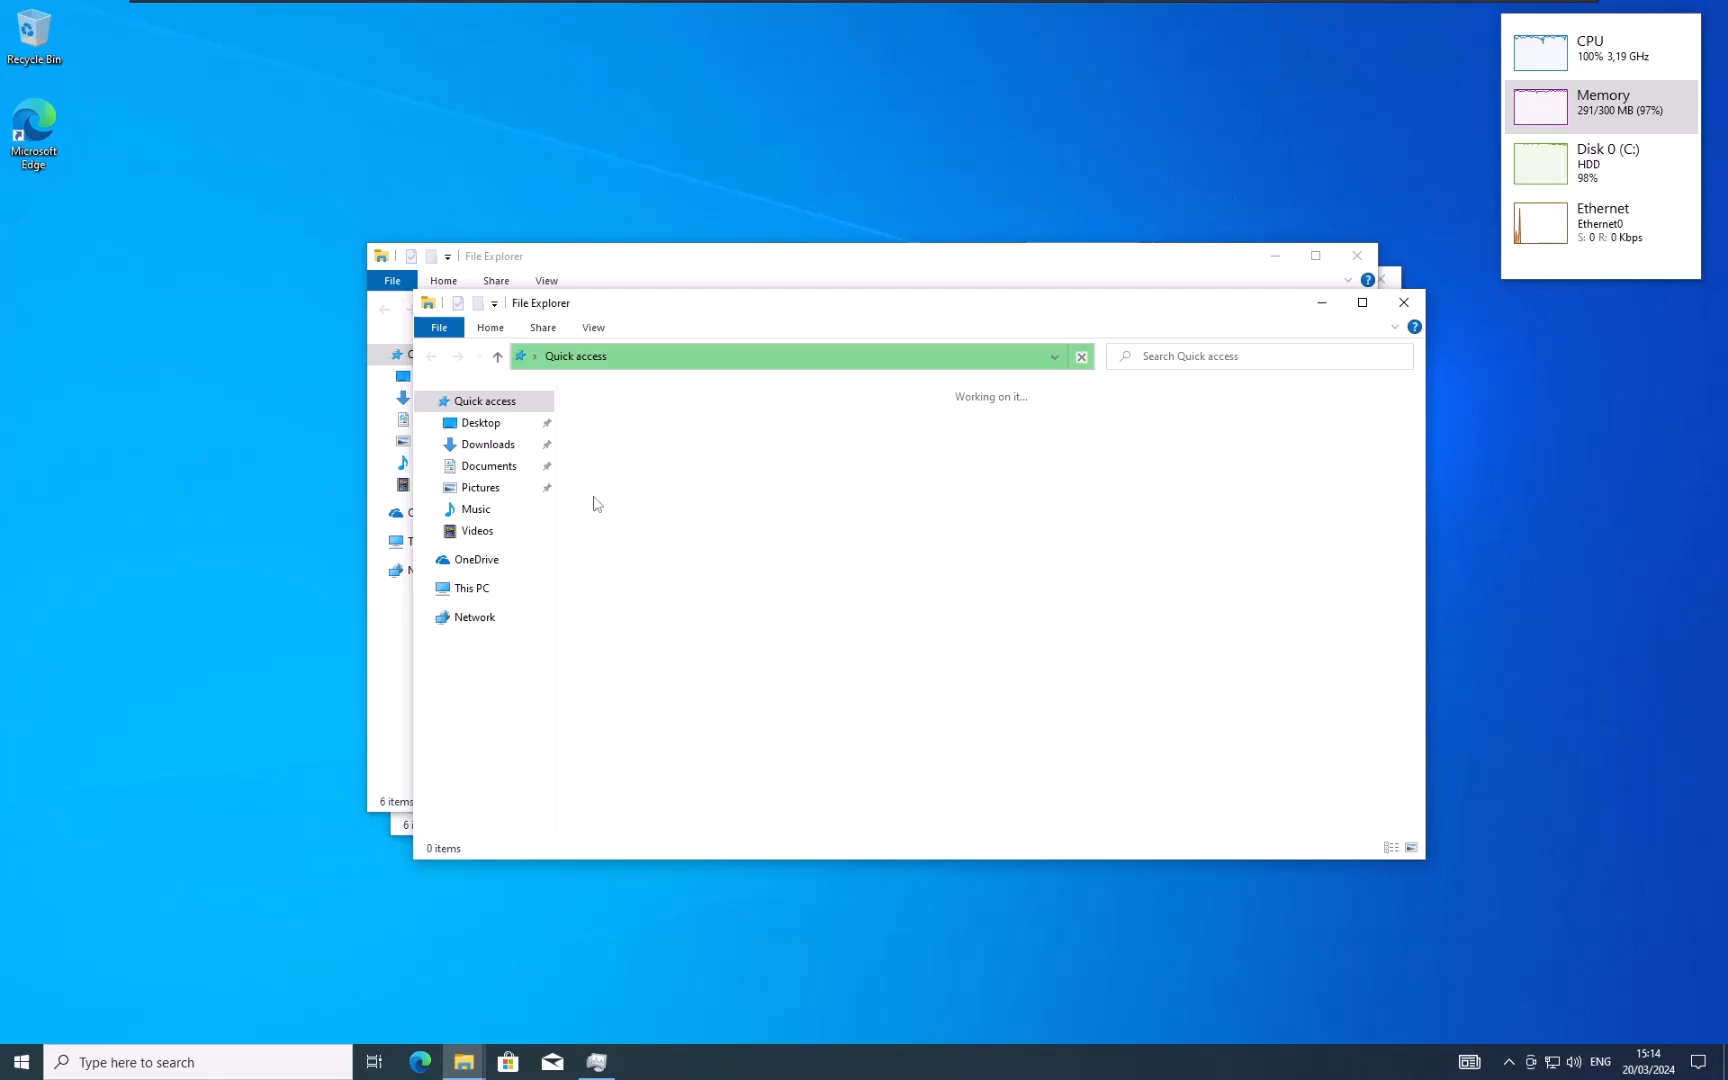 Recycle Bin
Microsoft
Edge
CPU
100% 3,19 GHz
Memory
291/300 MB (97%)
Disk 0 (C:)
HDD
98%
Ethernet
Ethernet0
S: 0 R: 0 Kbps
File Explorer
File Home Share View
6 items
6 i
File Explorer
File Home Share View
Quick access
Search Quick access
Working on it...
Quick access
Desktop
Downloads
Documents
Pictures
Music
Videos
OneDrive
This PC
Network
0 items
Type here to search
ENG
15:14
20/03/2024